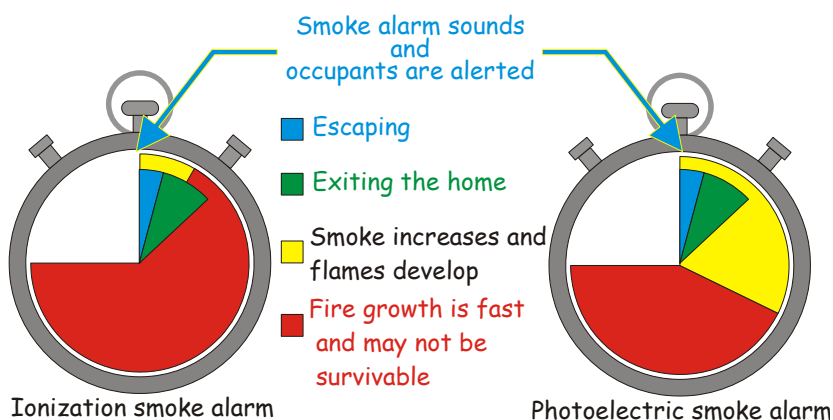 Smoke alarm sounds
and
occupants are alerted
Escaping
Exiting the home
Smoke increases and
flames develop
Fire growth is fast
and may not be
survivable
Ionization smoke alarm
Photoelectric smoke alarm